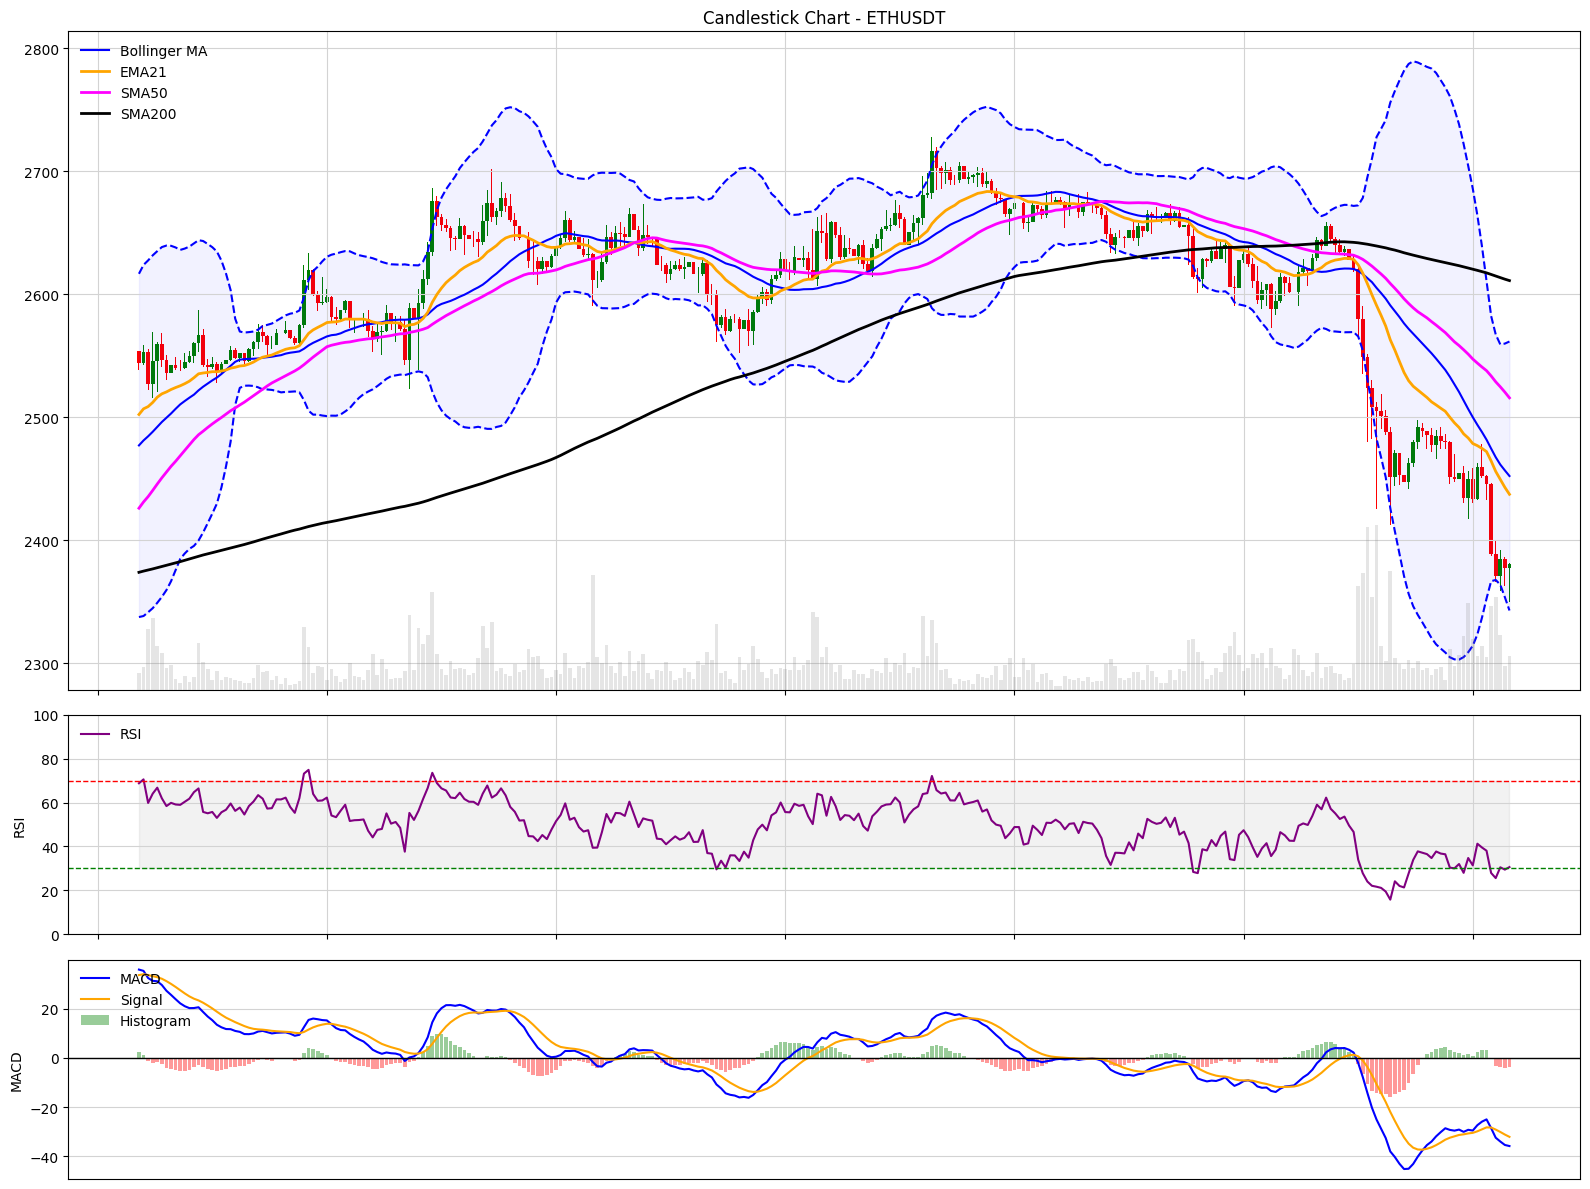 Candlestick Chart - ETHUSDT
2800
2700
2600
2500
2400
2300
Bollinger MA
EMA21
SMA50
SMA200
100
80
60
40
20
0
RSI
RSI
20
0
−20
−40
MACD
MACD
Signal
Histogram